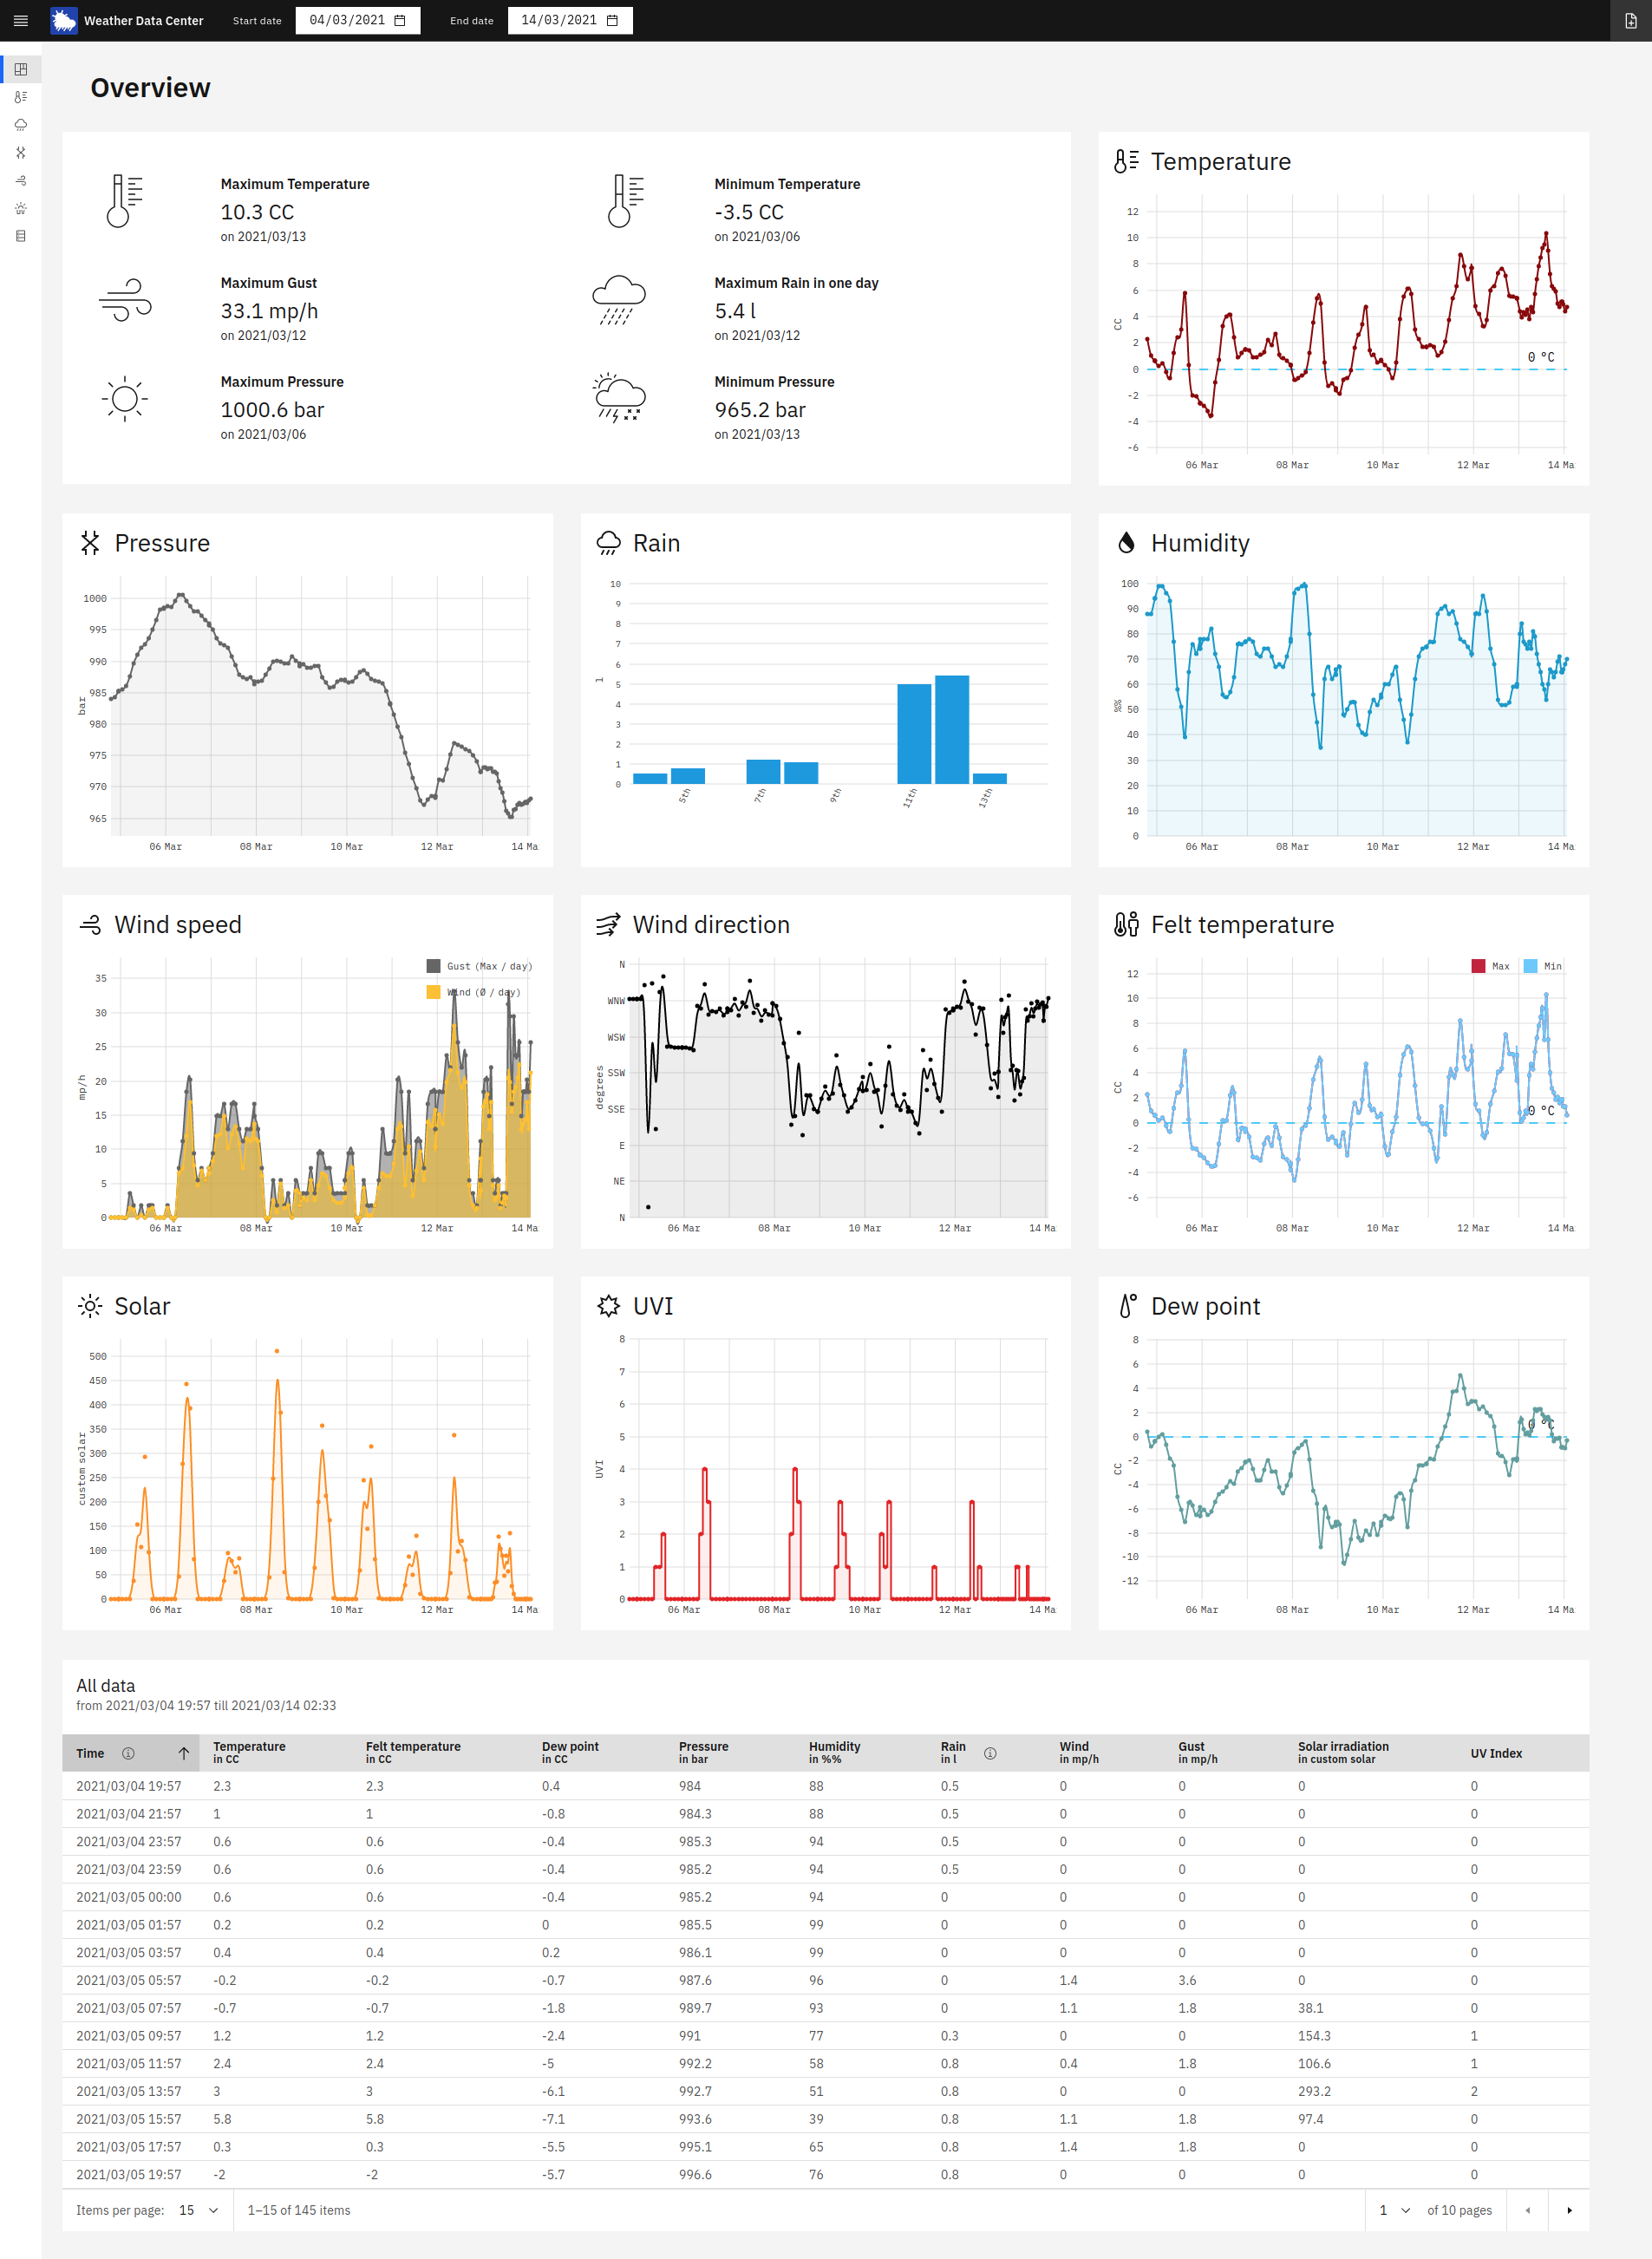 Weather Data Center Start date 04/03/2021 End date 14/03/2021
Overview
Maximum Temperature
10.3 CC
on 2021/03/13
Minimum Temperature
-3.5 CC
on 2021/03/06
Maximum Gust
33.1 mp/h
on 2021/03/12
Maximum Rain in one day
5.4 l
on 2021/03/12
Maximum Pressure
1000.6 bar
on 2021/03/06
Minimum Pressure
965.2 bar
on 2021/03/13
Temperature
12
10
8
6
4
2
0
-2
-4
-6
CC
0 °C
06 Mar 08 Mar 10 Mar 12 Mar 14 Ma
Pressure
1000
995
990
985
980
975
970
965
bar
06 Mar 08 Mar 10 Mar 12 Mar 14 Ma
Rain
10
9
8
7
6
5
4
3
2
1
0
l
5th 7th 9th 11th 13th
Humidity
100
90
80
70
60
50
40
30
20
10
0
%%
06 Mar 08 Mar 10 Mar 12 Mar 14 Ma
Wind speed
Gust (Max / day)
Wind (Ø / day)
35
30
25
20
15
10
5
0
mp/h
06 Mar 08 Mar 10 Mar 12 Mar 14 Ma
Wind direction
N
WNW
WSW
SSW
SSE
E
NE
N
degrees
06 Mar 08 Mar 10 Mar 12 Mar 14 Ma
Felt temperature
Max Min
12
10
8
6
4
2
0
-2
-4
-6
CC
0 °C
06 Mar 08 Mar 10 Mar 12 Mar 14 Ma
Solar
500
450
400
350
300
250
200
150
100
50
0
custom solar
06 Mar 08 Mar 10 Mar 12 Mar 14 Ma
UVI
8
7
6
5
4
3
2
1
0
UVI
06 Mar 08 Mar 10 Mar 12 Mar 14 Ma
Dew point
8
6
4
2
0
-2
-4
-6
-8
-10
-12
CC
0 °C
06 Mar 08 Mar 10 Mar 12 Mar 14 Ma
All data
from 2021/03/04 19:57 till 2021/03/14 02:33
Time Temperature Felt temperature Dew point Pressure Humidity Rain Wind Gust Solar irradiation UV Index
in CC in CC in CC in bar in %% in l in mp/h in mp/h in custom solar
2021/03/04 19:57 2.3 2.3 0.4 984 88 0.5 0 0 0 0
2021/03/04 21:57 1 1 -0.8 984.3 88 0.5 0 0 0 0
2021/03/04 23:57 0.6 0.6 -0.4 985.3 94 0.5 0 0 0 0
2021/03/04 23:59 0.6 0.6 -0.4 985.2 94 0.5 0 0 0 0
2021/03/05 00:00 0.6 0.6 -0.4 985.2 94 0 0 0 0 0
2021/03/05 01:57 0.2 0.2 0 985.5 99 0 0 0 0 0
2021/03/05 03:57 0.4 0.4 0.2 986.1 99 0 0 0 0 0
2021/03/05 05:57 -0.2 -0.2 -0.7 987.6 96 0 1.4 3.6 0 0
2021/03/05 07:57 -0.7 -0.7 -1.8 989.7 93 0 1.1 1.8 38.1 0
2021/03/05 09:57 1.2 1.2 -2.4 991 77 0.3 0 0 154.3 1
2021/03/05 11:57 2.4 2.4 -5 992.2 58 0.8 0.4 1.8 106.6 1
2021/03/05 13:57 3 3 -6.1 992.7 51 0.8 0 0 293.2 2
2021/03/05 15:57 5.8 5.8 -7.1 993.6 39 0.8 1.1 1.8 97.4 0
2021/03/05 17:57 0.3 0.3 -5.5 995.1 65 0.8 1.4 1.8 0 0
2021/03/05 19:57 -2 -2 -5.7 996.6 76 0.8 0 0 0 0
Items per page: 15 1–15 of 145 items 1 of 10 pages